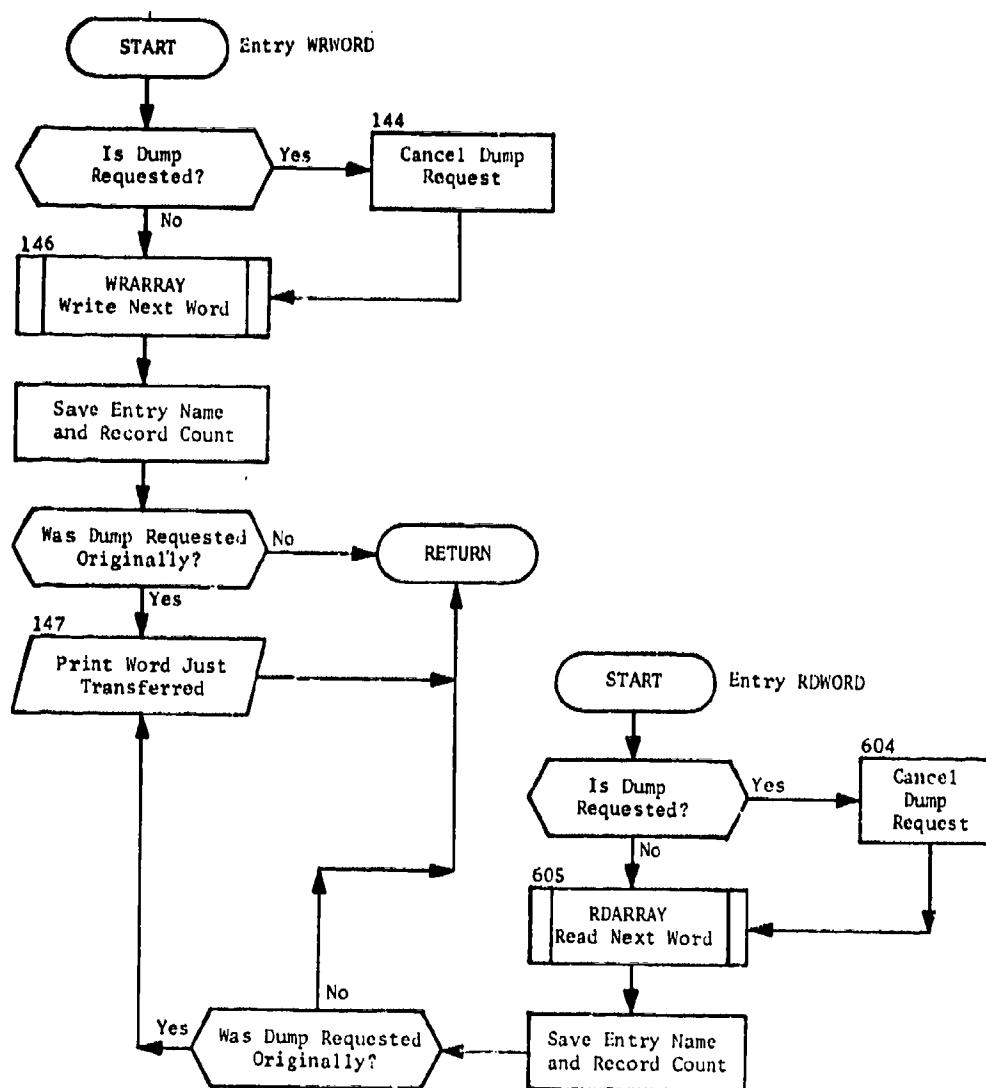 START Entry WRWORD
Is Dump
Requested?
Yes
144
Cancel Dump
Request
No
146
WRARRAY
Write Next Word
Save Entry Name
and Record Count
Was Dump Requested
Originally?
No
RETURN
Yes
147
Print Word Just
Transferred
START Entry RDWORD
Is Dump
Requested?
Yes
604
Cancel
Dump
Request
No
605
RDARRAY
Read Next Word
Save Entry Name
and Record Count
Was Dump Requested
Originally?
No
Yes